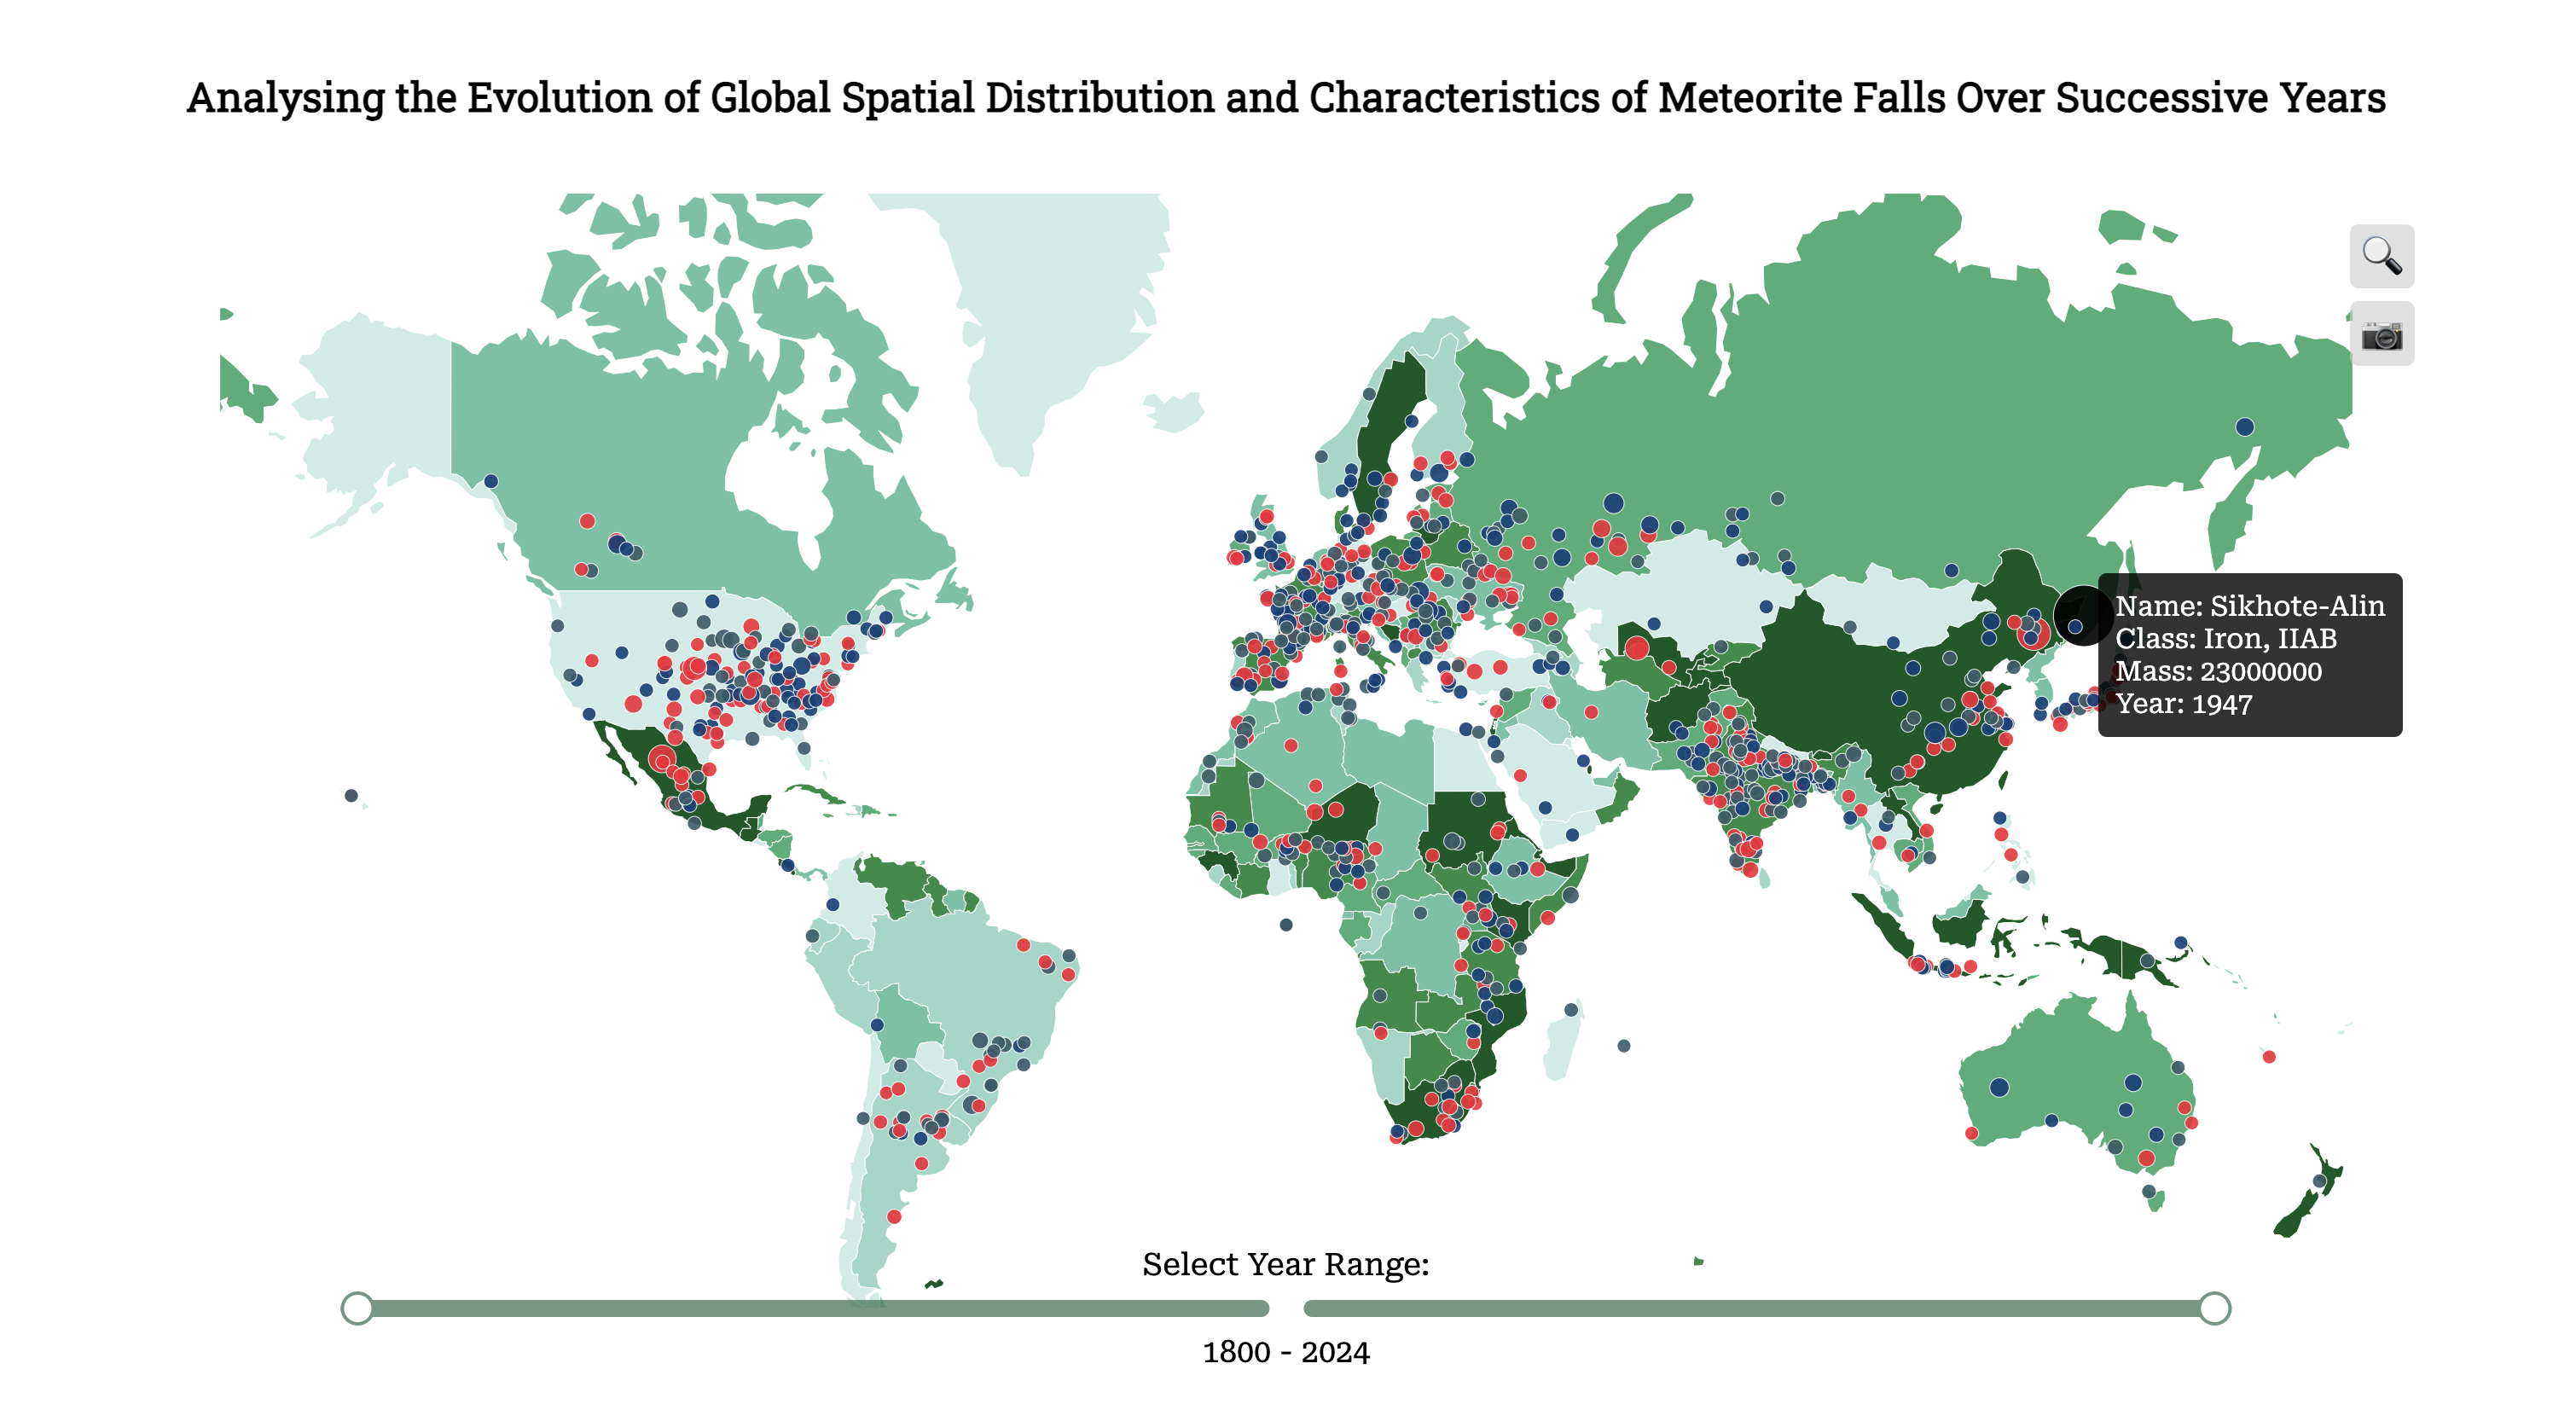 Analysing the Evolution of Global Spatial Distribution and Characteristics of Meteorite Falls Over Successive Years
Name: Sikhote-Alin
Class: Iron, IIAB
Mass: 23000000
Year: 1947
Select Year Range:
1800 - 2024